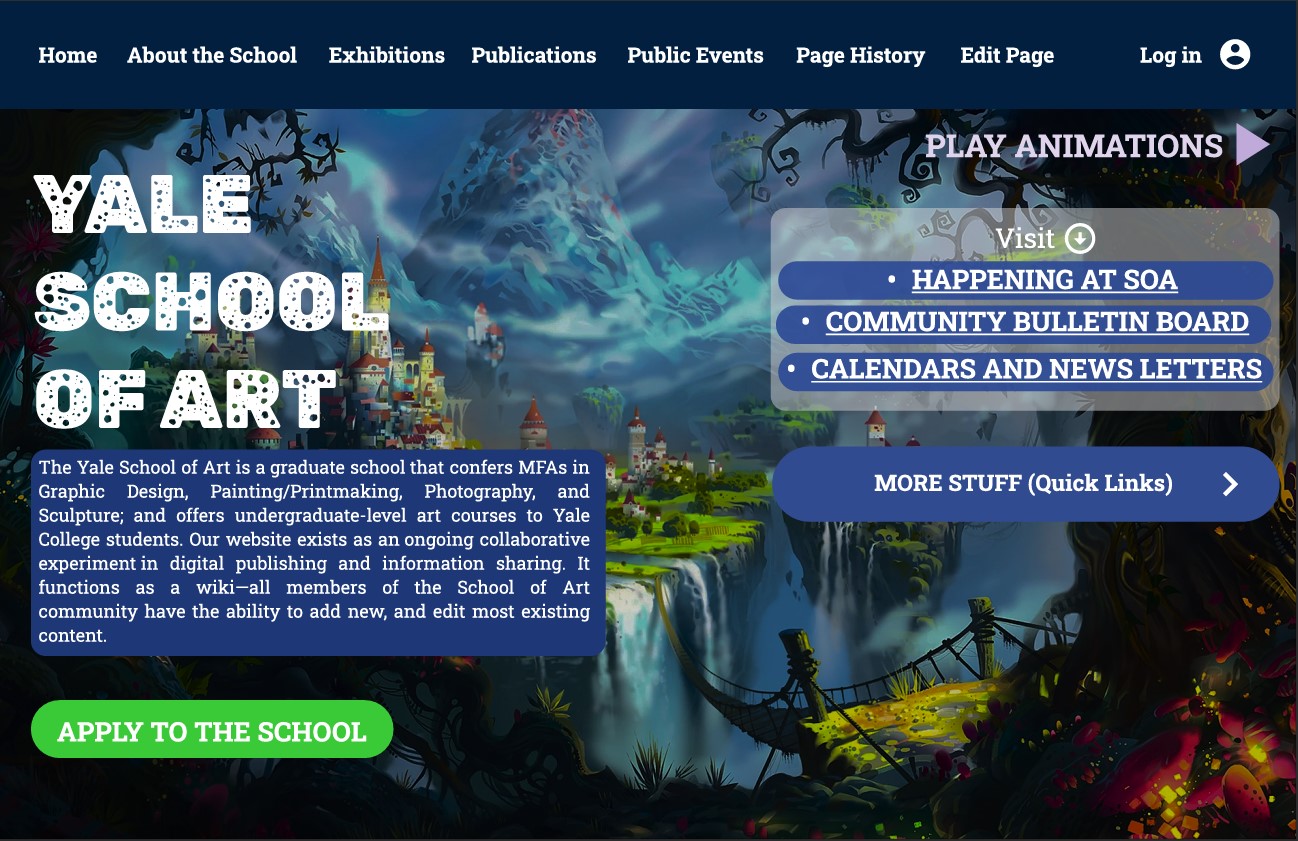 Home About the School Exhibitions Publications Public Events Page History Edit Page Log in
PLAY ANIMATIONS
YALE
SCHOOL
OF ART
The Yale School of Art is a graduate school that confers MFAs in
Graphic Design, Painting/Printmaking, Photography, and
Sculpture; and offers undergraduate-level art courses to Yale
College students. Our website exists as an ongoing collaborative
experiment in digital publishing and information sharing. It
functions as a wiki—all members of the School of Art
community have the ability to add new, and edit most existing
content.
APPLY TO THE SCHOOL
Visit
• HAPPENING AT SOA
• COMMUNITY BULLETIN BOARD
• CALENDARS AND NEWS LETTERS
MORE STUFF (Quick Links)